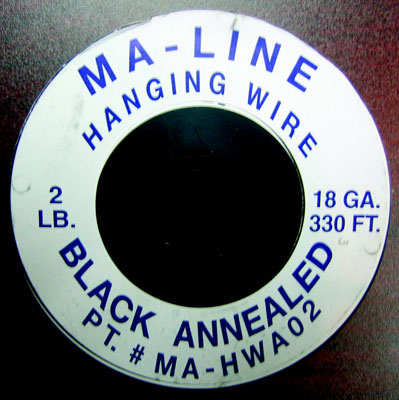 MA-LINE
HANGING WIRE
2
LB.
18 GA.
330 FT.
BLACK ANNEALED
PT. # MA-HWA02